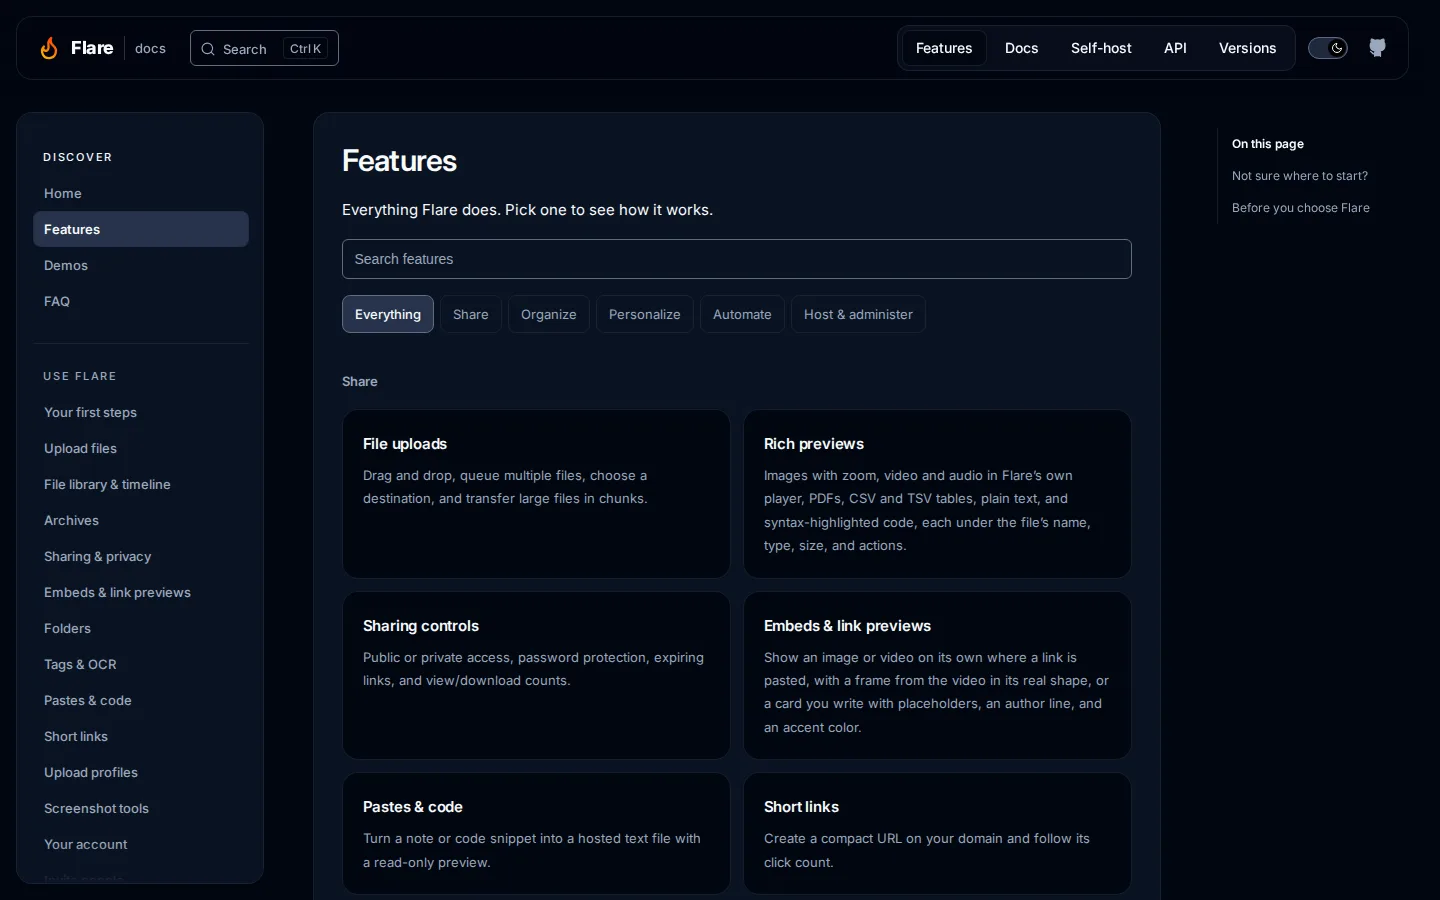 Flare
docs
Search
Ctrl K
Features
Docs
Self-host
API
Versions
DISCOVER
Home
Features
Demos
FAQ
USE FLARE
Your first steps
Upload files
File library & timeline
Archives
Sharing & privacy
Embeds & link previews
Folders
Tags & OCR
Pastes & code
Short links
Upload profiles
Screenshot tools
Your account
Features
Everything Flare does. Pick one to see how it works.
Search features
Everything
Share
Organize
Personalize
Automate
Host & administer
Share
File uploads
Drag and drop, queue multiple files, choose a
destination, and transfer large files in chunks.
Rich previews
Images with zoom, video and audio in Flare’s own
player, PDFs, CSV and TSV tables, plain text, and
syntax-highlighted code, each under the file’s name,
type, size, and actions.
Sharing controls
Public or private access, password protection, expiring
links, and view/download counts.
Embeds & link previews
Show an image or video on its own where a link is
pasted, with a frame from the video in its real shape, or
a card you write with placeholders, an author line, and
an accent color.
Pastes & code
Turn a note or code snippet into a hosted text file with
a read-only preview.
Short links
Create a compact URL on your domain and follow its
click count.
On this page
Not sure where to start?
Before you choose Flare